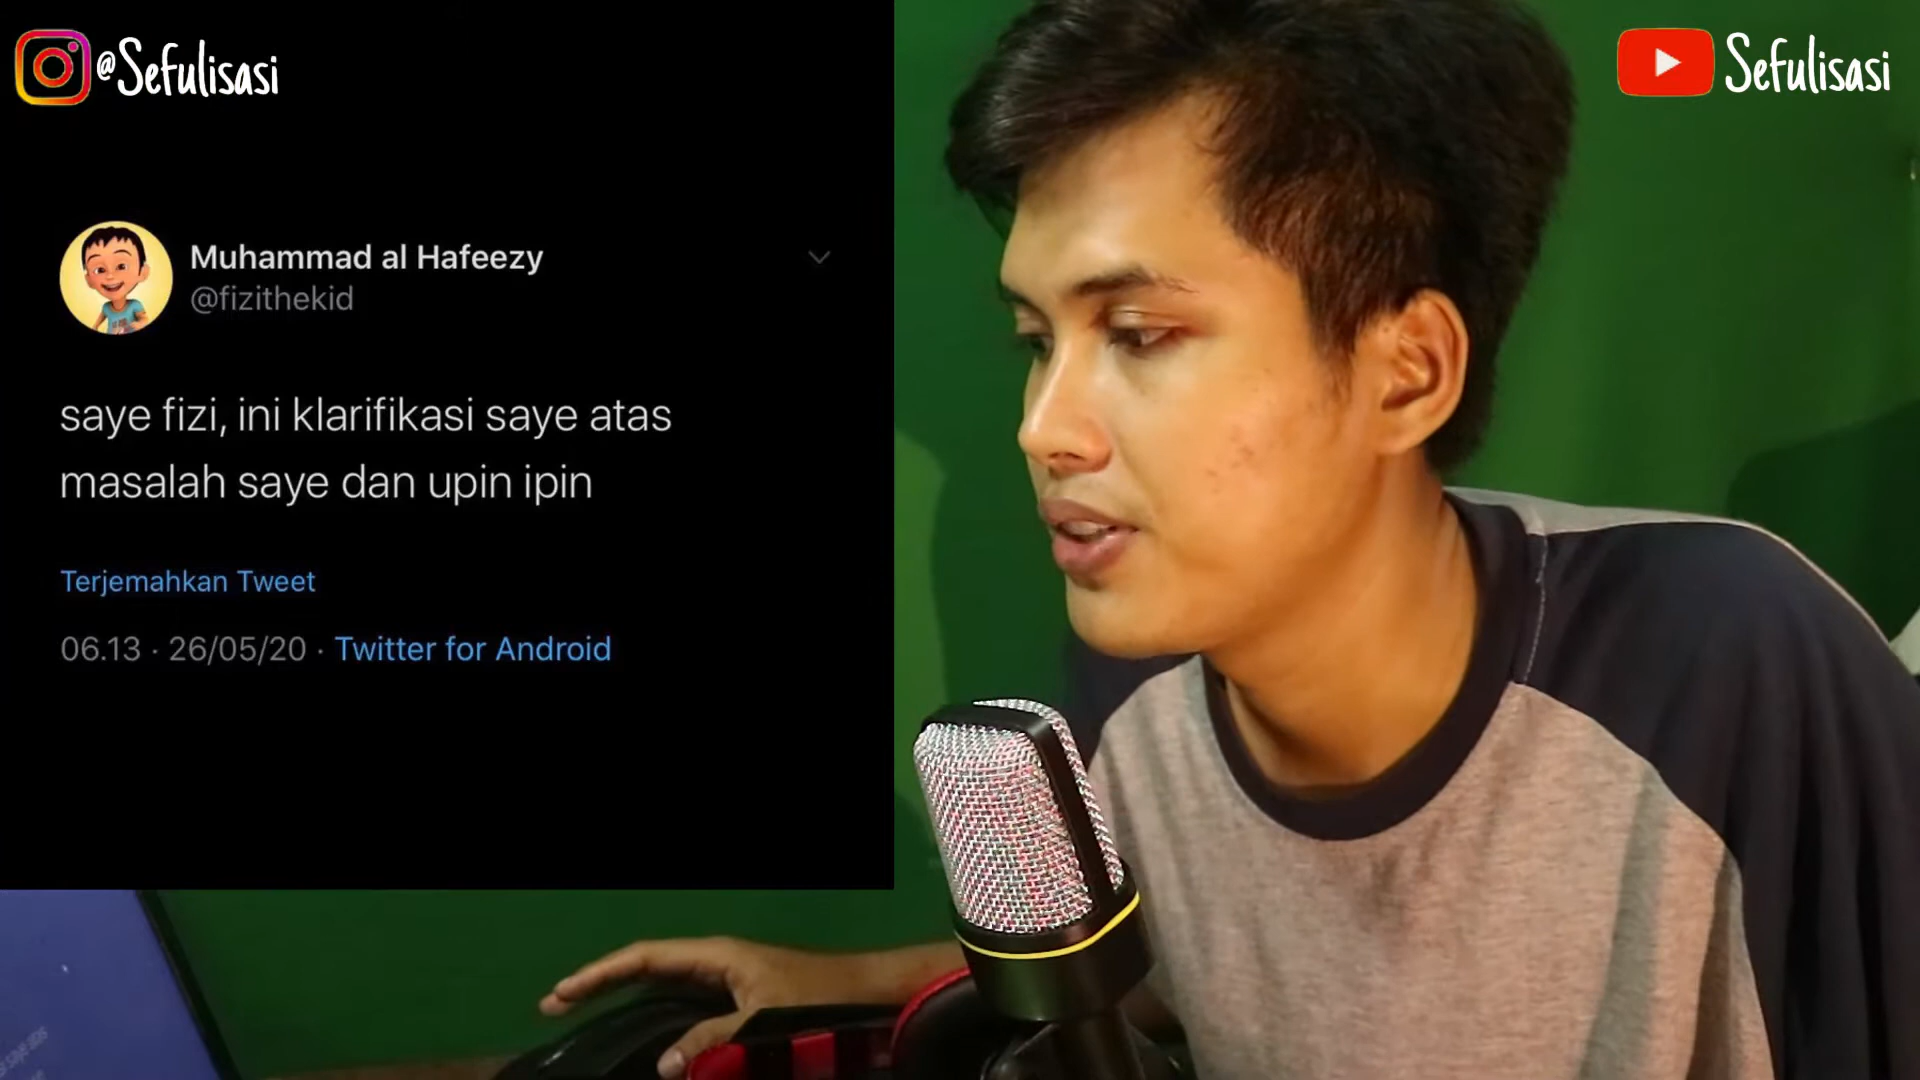 @Sefulisasi
Sefulisasi
Muhammad al Hafeezy
@fizithekid
saye fizi, ini klarifikasi saye atas
masalah saye dan upin ipin
Terjemahkan Tweet
06.13 · 26/05/20 · Twitter for Android